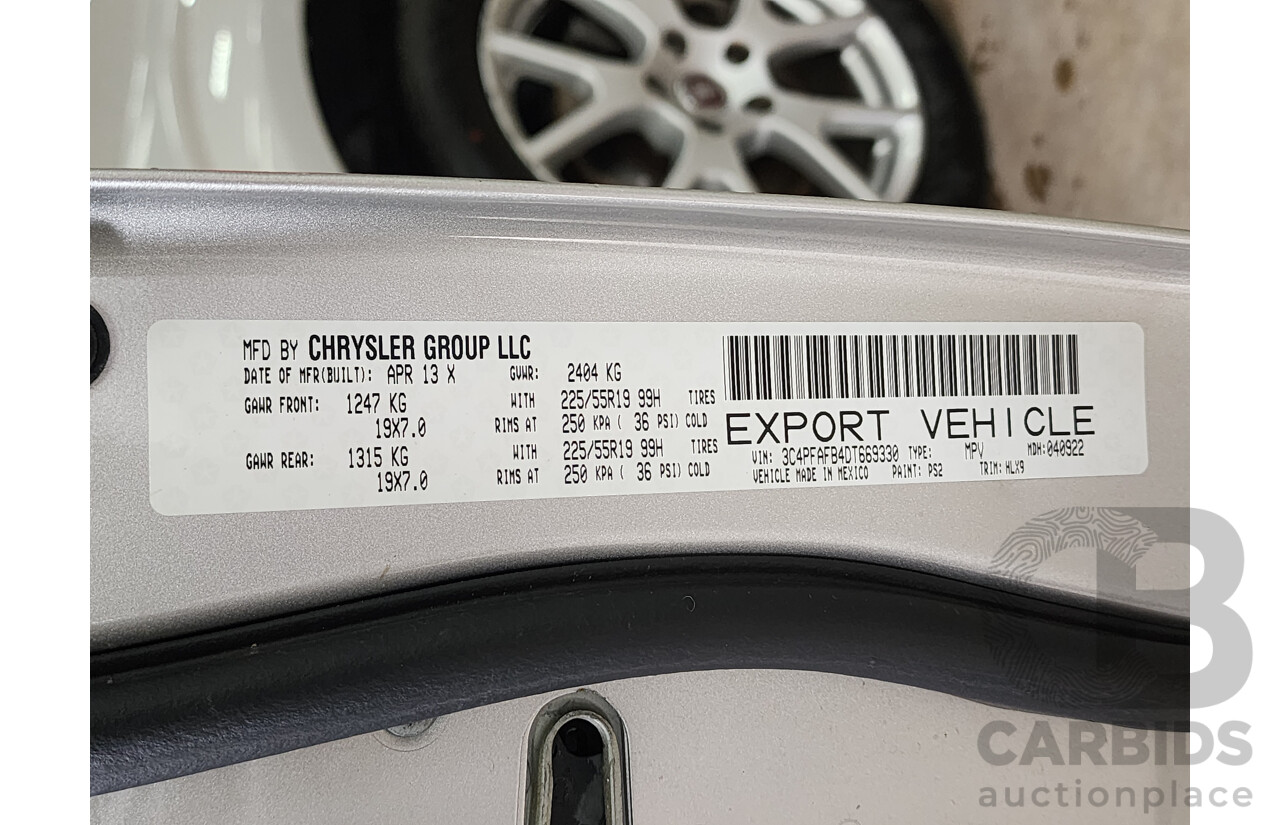 MFD BY CHRYSLER GROUP LLC
DATE OF MFR(BUILT): APR 13 X GVWR: 2404 KG
GAWR FRONT: 1247 KG WITH 225/55R19 99H TIRES
19X7.0 RIMS AT 250 KPA ( 36 PSI) COLD
GAWR REAR: 1315 KG WITH 225/55R19 99H TIRES
19X7.0 RIMS AT 250 KPA ( 36 PSI) COLD
EXPORT VEHICLE
VIN: 3C4PFAFB4DT669330 TYPE: MPV MDH:040922
VEHICLE MADE IN MEXICO PAINT: PS2 TRIM: HLX9
CARBIDS
auctionplace